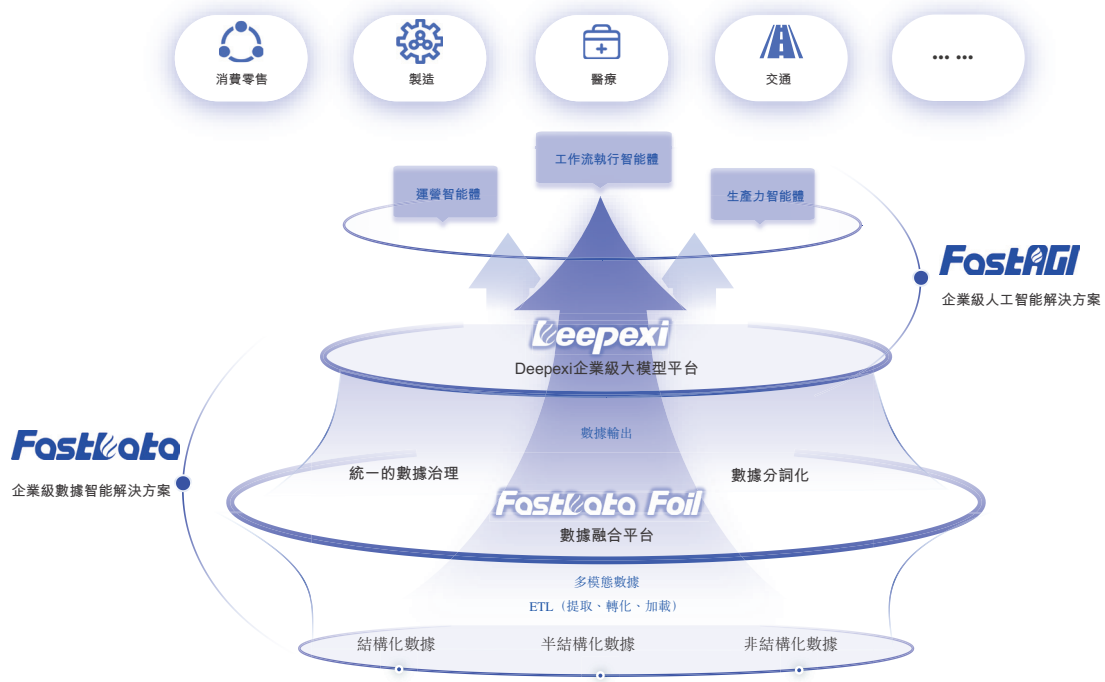 消費零售
製造
醫療
交通
... ...
工作流執行智能體
運營智能體
生產力智能體
FastAGI
企業級人工智能解決方案
Deepexi
Deepexi企業級大模型平台
數據輸出
FastData
企業級數據智能解決方案
統一的數據治理
數據分詞化
FastData Foil
數據融合平台
多模態數據
ETL（提取、轉化、加載）
結構化數據
半結構化數據
非結構化數據